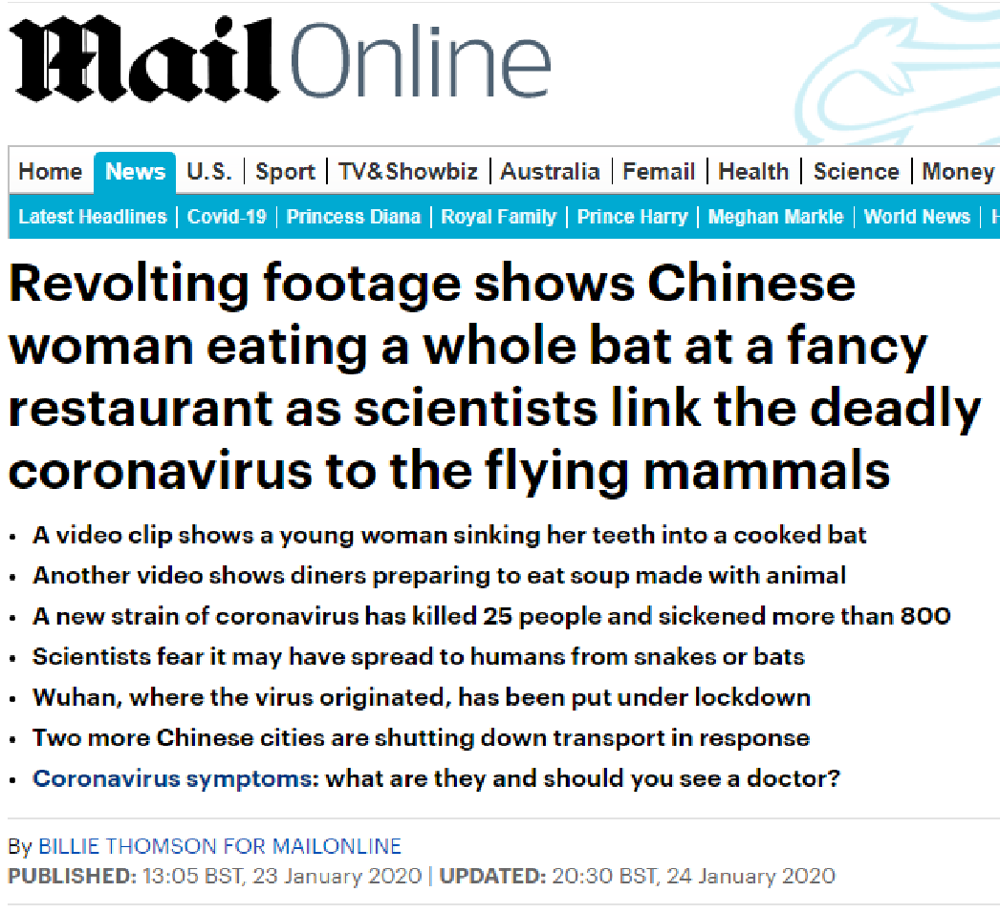 Mail Online
Home News U.S. Sport TV&Showbiz Australia Femail Health Science Money
Latest Headlines Covid-19 Princess Diana Royal Family Prince Harry Meghan Markle World News
Revolting footage shows Chinese
woman eating a whole bat at a fancy
restaurant as scientists link the deadly
coronavirus to the flying mammals
• A video clip shows a young woman sinking her teeth into a cooked bat
• Another video shows diners preparing to eat soup made with animal
• A new strain of coronavirus has killed 25 people and sickened more than 800
• Scientists fear it may have spread to humans from snakes or bats
• Wuhan, where the virus originated, has been put under lockdown
• Two more Chinese cities are shutting down transport in response
• Coronavirus symptoms: what are they and should you see a doctor?
By BILLIE THOMSON FOR MAILONLINE
PUBLISHED: 13:05 BST, 23 January 2020 | UPDATED: 20:30 BST, 24 January 2020